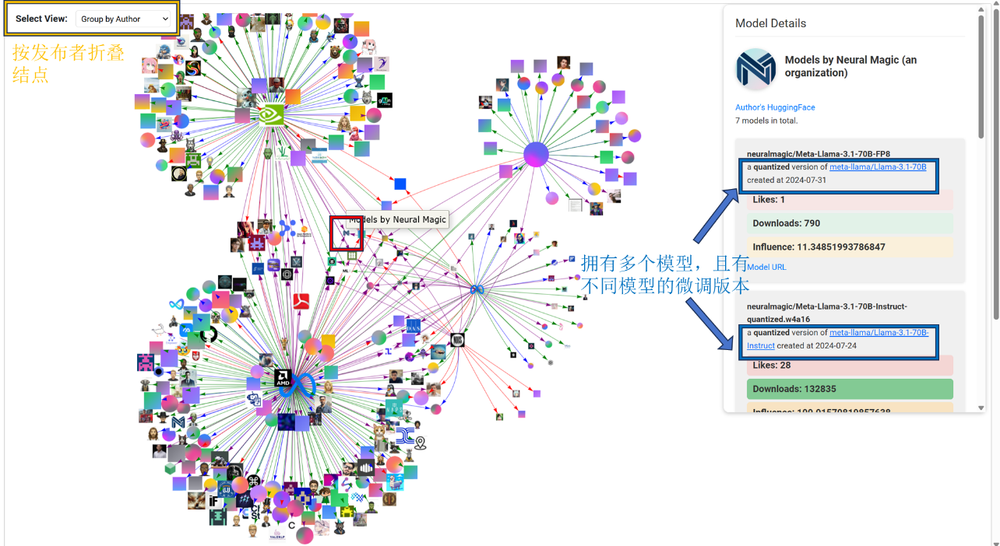 Select View:
Group by Author
按发布者折叠
结点
Models by Neural Magic
AMD
iF
YALENLP
ML
拥有多个模型，且有
不同模型的微调版本
Model Details
Models by Neural Magic (an
organization)
Author's HuggingFace
7 models in total.
neuralmagic/Meta-Llama-3.1-70B-FP8
a quantized version of meta-llama/Llama-3.1-70B
created at 2024-07-31
Likes: 1
Downloads: 790
Influence: 11.34851993786847
Model URL
neuralmagic/Meta-Llama-3.1-70B-Instruct-
quantized.w4a16
a quantized version of meta-llama/Llama-3.1-70B-
Instruct created at 2024-07-24
Likes: 28
Downloads: 132835